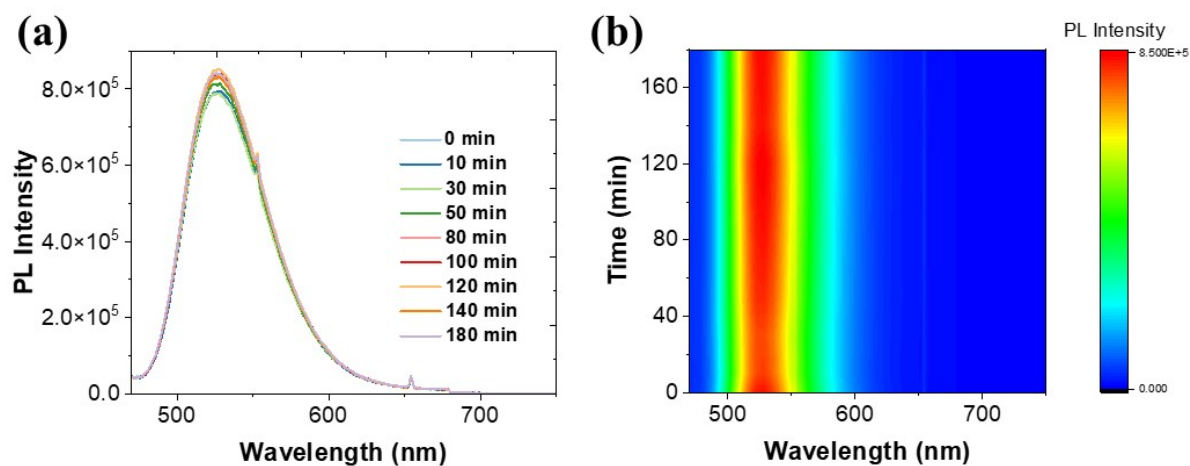 (a)
PL Intensity
8.0×10⁵
6.0×10⁵
4.0×10⁵
2.0×10⁵
0.0
500
600
700
Wavelength (nm)
0 min
10 min
30 min
50 min
80 min
100 min
120 min
140 min
180 min
(b)
Time (min)
160
120
80
40
0
500
600
700
Wavelength (nm)
PL Intensity
8.500E+5
0.000